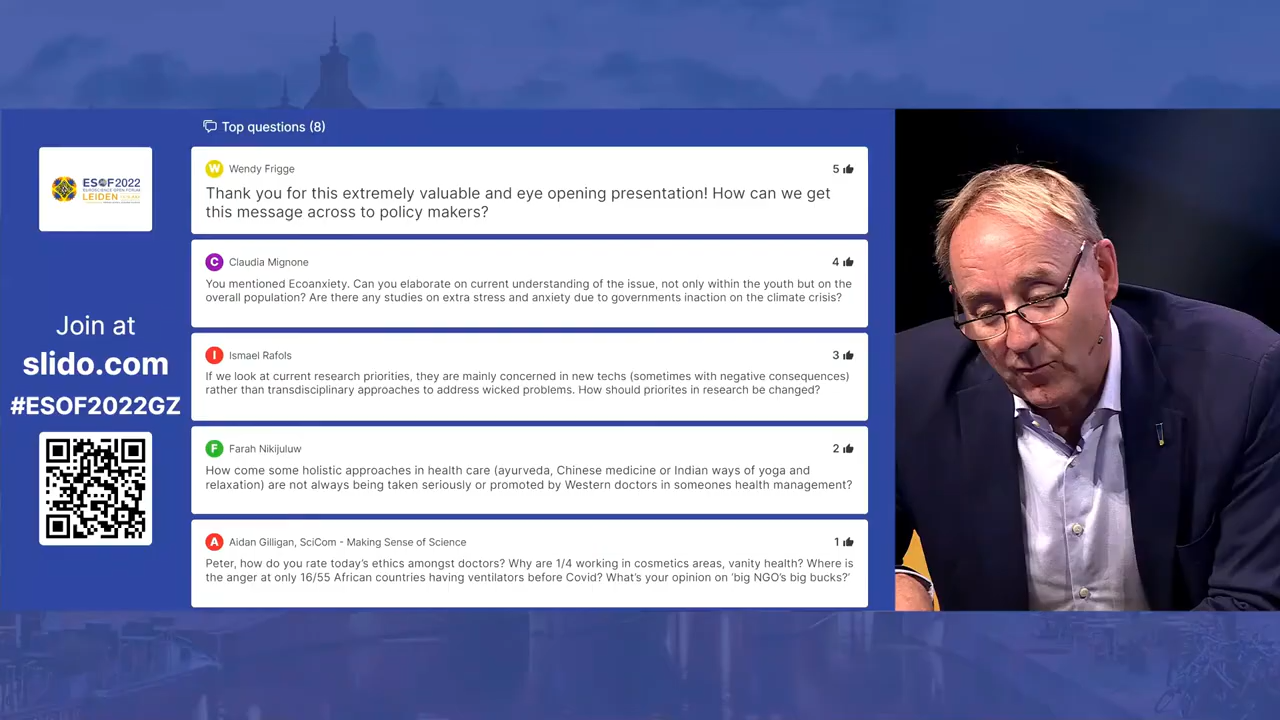 Top questions (8)
ESOF2022
EUROSCIENCE OPEN FORUM
LEIDEN
Join at
slido.com
#ESOF2022GZ
W
Wendy Frigge
5
Thank you for this extremely valuable and eye opening presentation! How can we get
this message across to policy makers?
C
Claudia Mignone
4
You mentioned Ecoanxiety. Can you elaborate on current understanding of the issue, not only within the youth but on the
overall population? Are there any studies on extra stress and anxiety due to governments inaction on the climate crisis?
I
Ismael Rafols
3
If we look at current research priorities, they are mainly concerned in new techs (sometimes with negative consequences)
rather than transdisciplinary approaches to address wicked problems. How should priorites in research be changed?
F
Farah Nikijuluw
2
How come some holistic approaches in health care (ayurveda, Chinese medicine or Indian ways of yoga and
relaxation) are not always being taken seriously or promoted by Western doctors in someones health management?
A
Aidan Gilligan, SciCom - Making Sense of Science
1
Peter, how do you rate today's ethics amongst doctors? Why are 1/4 working in cosmetics areas, vanity health? Where is
the anger at only 16/55 African countries having ventilators before Covid? What's your opinion on 'big NGO's big bucks?'